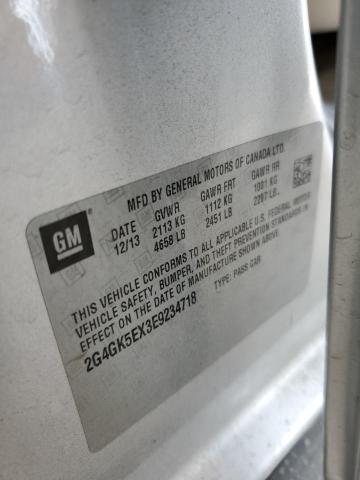 GM
MFD BY GENERAL MOTORS OF CANADA LTD.
DATE GVWR GAWR FRT GAWR RR
12/13 2113 KG 1112 KG 1001 KG
4658 LB 2451 LB 2207 LB
THIS VEHICLE CONFORMS TO ALL APPLICABLE U.S. FEDERAL MOTOR
VEHICLE SAFETY, BUMPER, AND THEFT PREVENTION STANDARDS IN
EFFECT ON THE DATE OF MANUFACTURE SHOWN ABOVE.
2G4GK5EX3E9234718 TYPE: PASS CAR